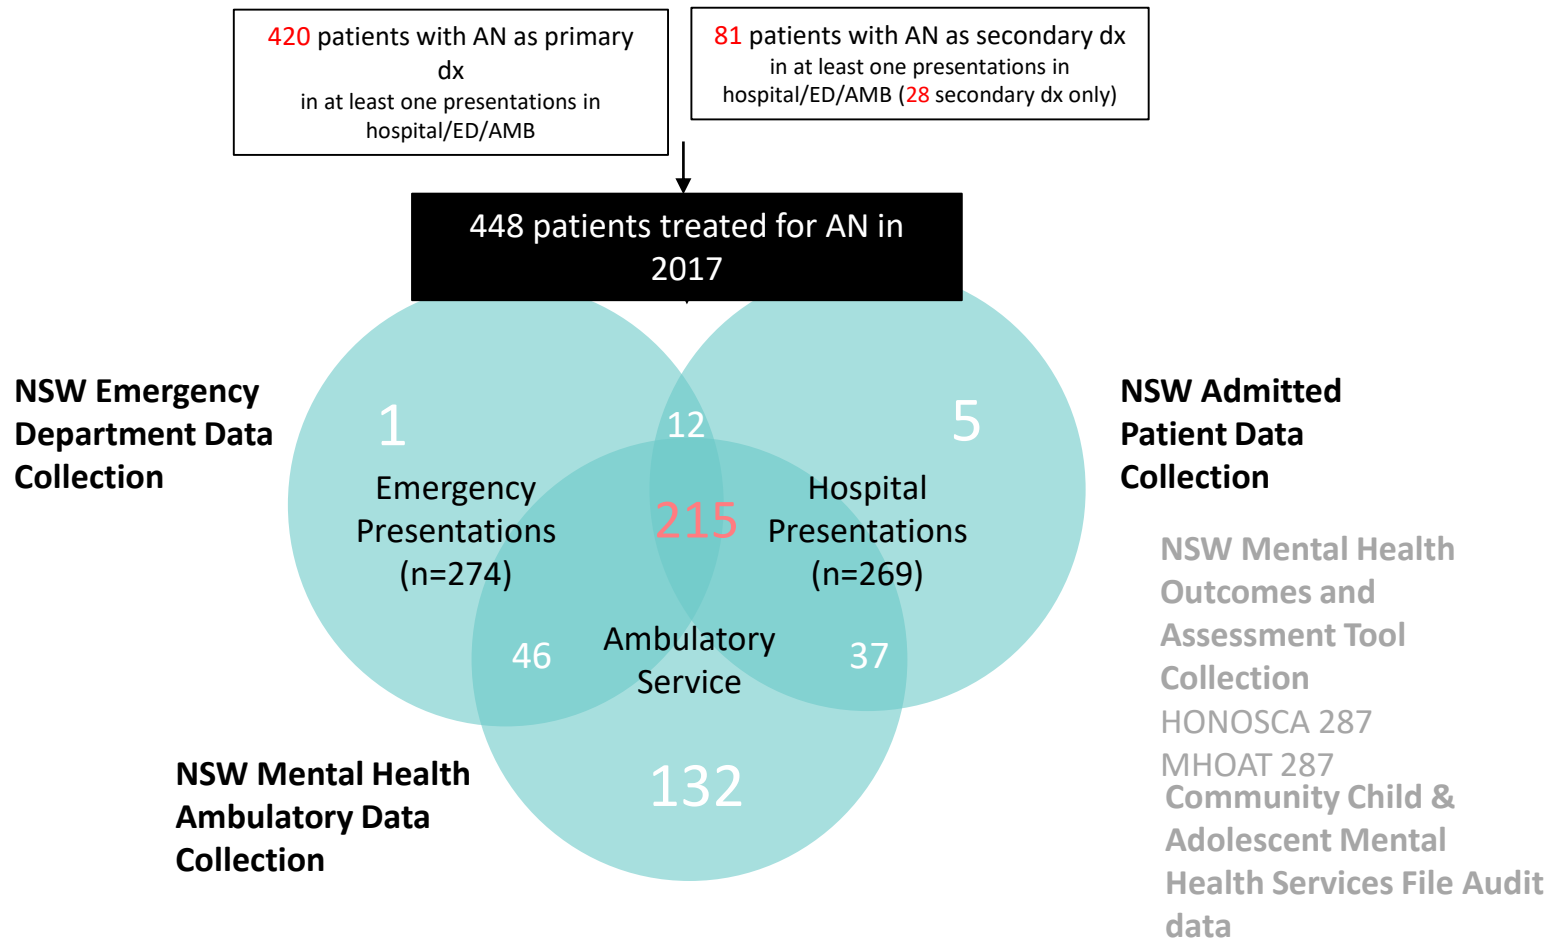 420 patients with AN as primary
dx
in at least one presentations in
hospital/ED/AMB
81 patients with AN as secondary dx
in at least one presentations in
hospital/ED/AMB (28 secondary dx only)
448 patients treated for AN in
2017
NSW Emergency
Department Data
Collection
1
12
5
Emergency
Presentations
(n=274)
215
Hospital
Presentations
(n=269)
NSW Admitted
Patient Data
Collection
46
Ambulatory
Service
37
132
NSW Mental Health
Ambulatory Data
Collection
NSW Mental Health
Outcomes and
Assessment Tool
Collection
HONOSCA 287
MHOAT 287
Community Child &
Adolescent Mental
Health Services File Audit
data